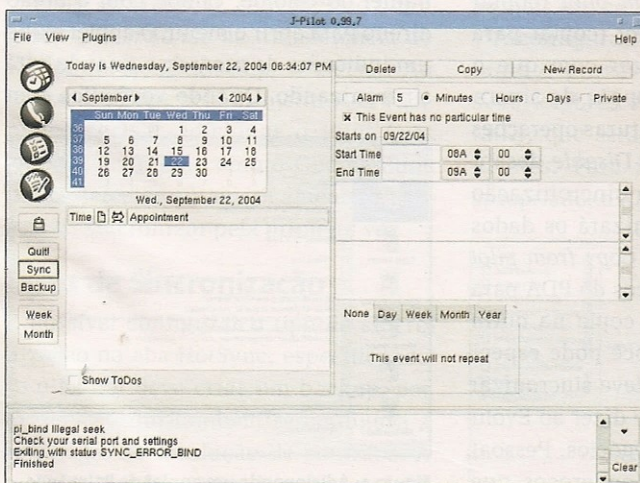 J-Pilot 0.99.7
File View Plugins Help
Today is Wednesday, September 22, 2004 06:34:07 PM
Delete Copy New Record
September 2004
Alarm 5 Minutes Hours Days Private
Sun Mon Tue Wed Thu Fri Sat
This Event has no particular time
36 1 2 3 4
37 5 6 7 8 9 10 11
38 12 13 14 15 16 17 18
39 19 20 21 22 23 24 25
40 26 27 28 29 30
41
Starts on 09/22/04
Start Time 08A 00
End Time 09A 00
Wed., September 22, 2004
Time Appointment
Quit!
Sync
Backup
Week
Month
None Day Week Month Year
This event will not repeat
Show ToDos
pi_bind Illegal seek
Check your serial port and settings
Exiting with status SYNC_ERROR_BIND
Finished
Clear